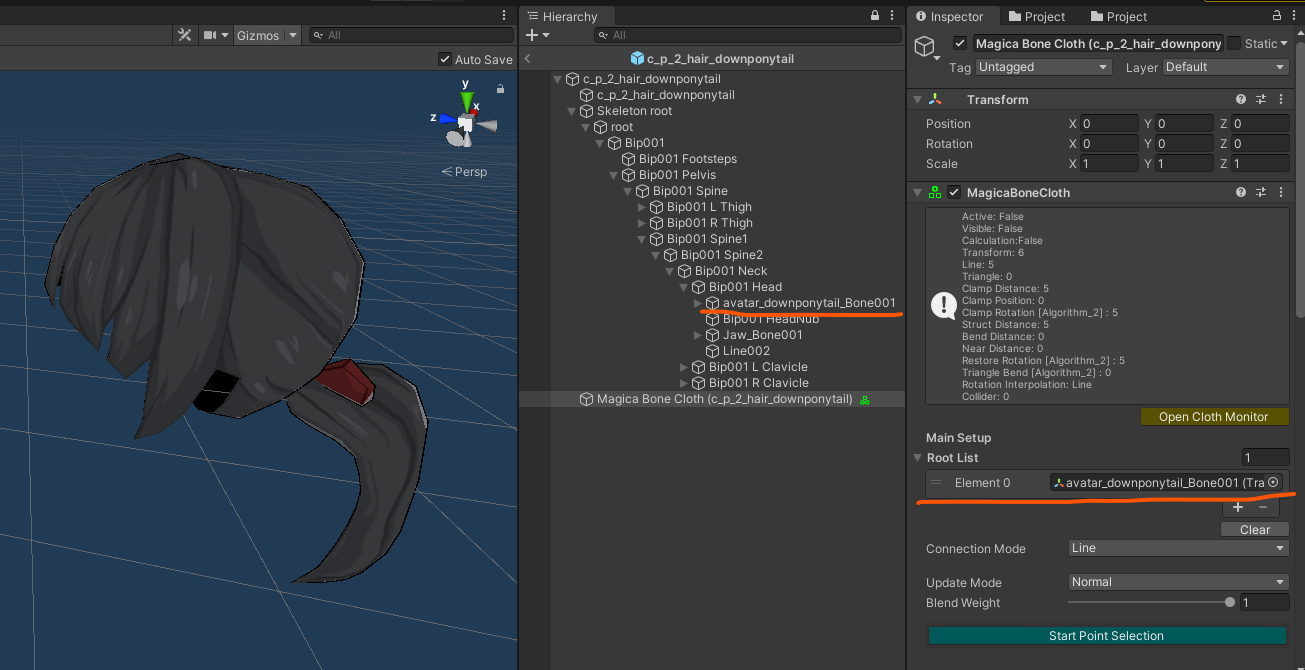 Gizmos
All
Auto Save
y
x
z
Persp
Hierarchy
All
c_p_2_hair_downponytail
c_p_2_hair_downponytail
c_p_2_hair_downponytail
Skeleton root
root
Bip001
Bip001 Footsteps
Bip001 Pelvis
Bip001 Spine
Bip001 L Thigh
Bip001 R Thigh
Bip001 Spine1
Bip001 Spine2
Bip001 Neck
Bip001 Head
avatar_downponytail_Bone001
Bip001 HeadNub
Jaw_Bone001
Line002
Bip001 L Clavicle
Bip001 R Clavicle
Magica Bone Cloth (c_p_2_hair_downponytail)
Inspector
Project
Project
Magica Bone Cloth (c_p_2_hair_downpony
Static
Tag Untagged
Layer Default
Transform
Position X 0 Y 0 Z 0
Rotation X 0 Y 0 Z 0
Scale X 1 Y 1 Z 1
MagicaBoneCloth
Active: False
Visible: False
Calculation:False
Transform: 6
Line: 5
Triangle: 0
Clamp Distance: 5
Clamp Position: 0
Clamp Rotation [Algorithm_2] : 5
Struct Distance: 5
Bend Distance: 0
Near Distance: 0
Restore Rotation [Algorithm_2] : 5
Triangle Bend [Algorithm_2] : 0
Rotation Interpolation: Line
Collider: 0
Open Cloth Monitor
Main Setup
Root List 1
Element 0 avatar_downponytail_Bone001 (Tra
Clear
Connection Mode Line
Update Mode Normal
Blend Weight 1
Start Point Selection